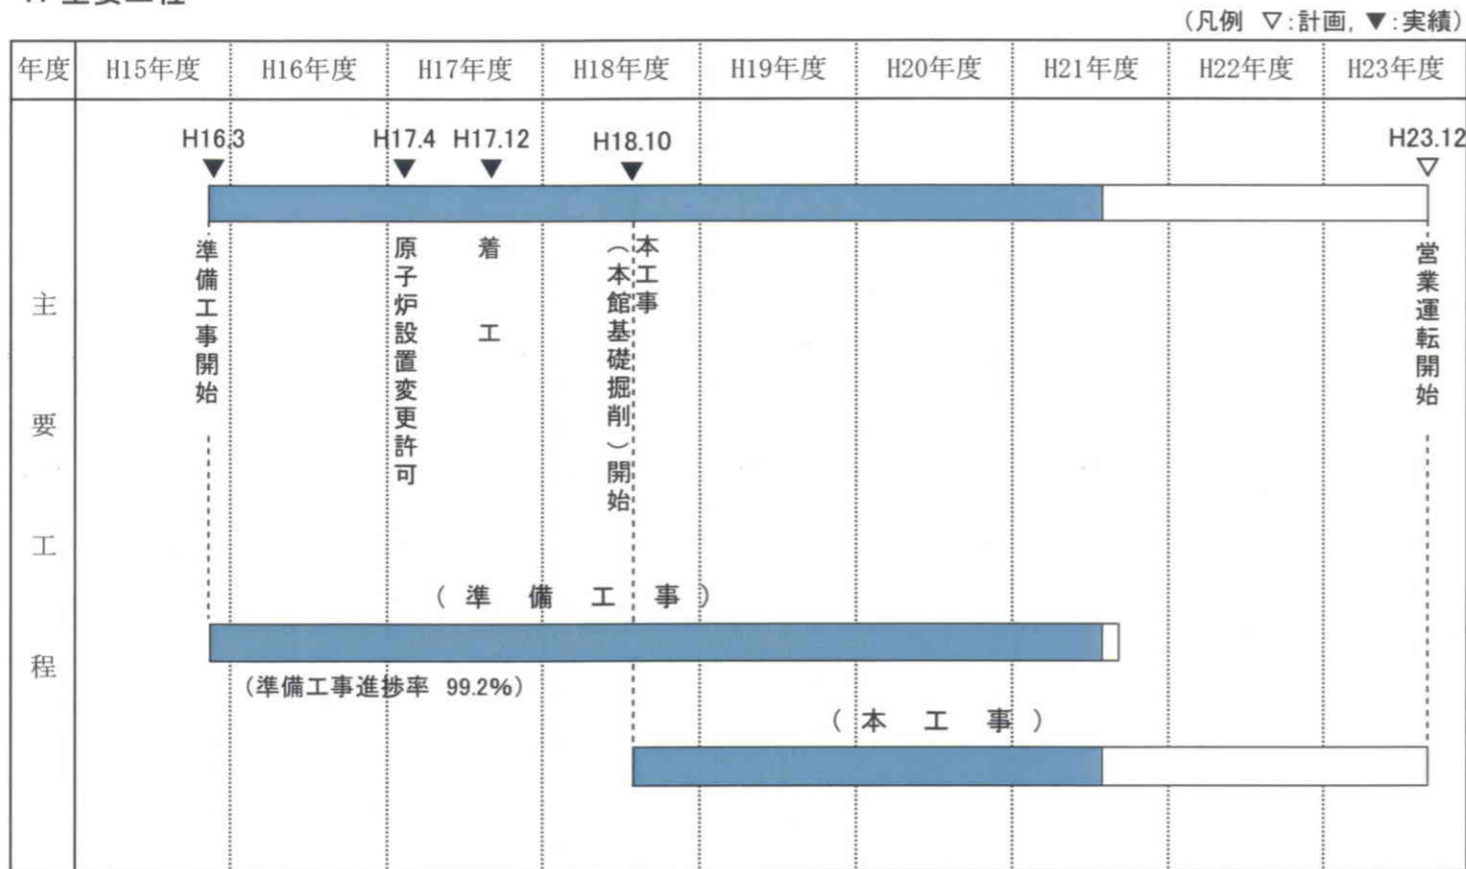 (凡例 ▽:計画, ▼:実績)
年度 H15年度 H16年度 H17年度 H18年度 H19年度 H20年度 H21年度 H22年度 H23年度
主要工程
H16.3 H17.4 H17.12 H18.10 H23.12
準備工事開始
原子炉設置変更許可
着工
本工事
(本館基礎掘削)開始
営業運転開始
(準備工事)
(準備工事進捗率 99.2%)
(本工事)